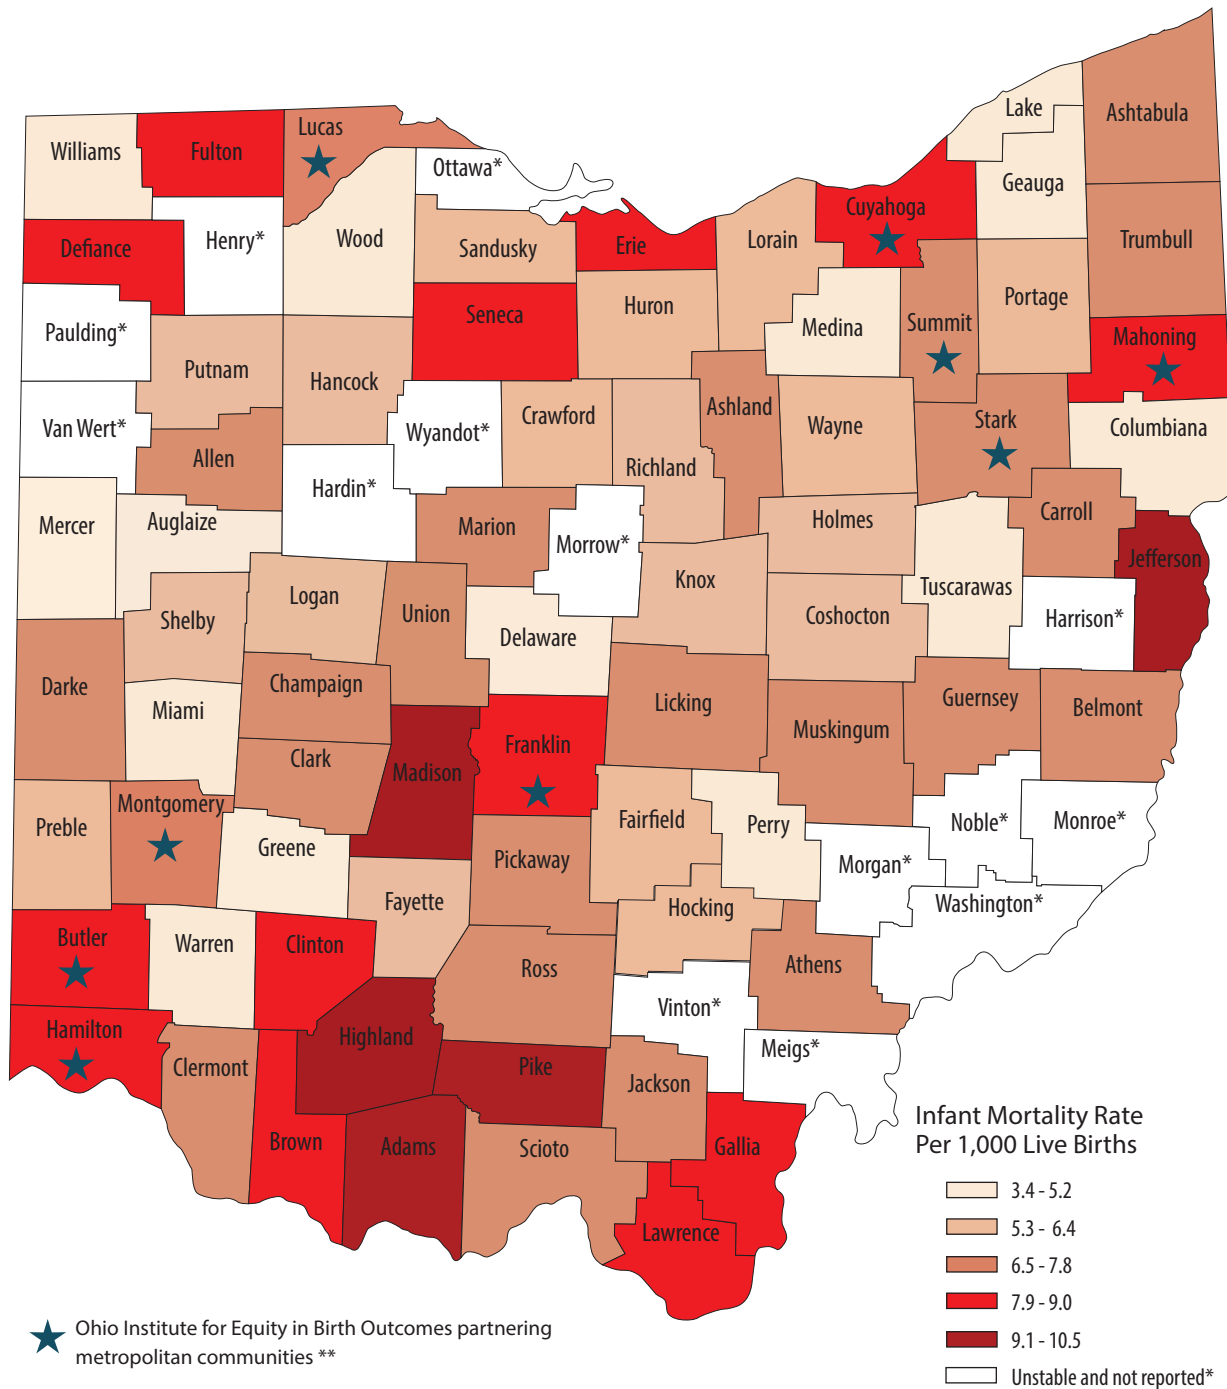 Lake
Ashtabula
Williams
Fulton
Lucas
Ottawa*
Geauga
Cuyahoga
Defiance
Henry*
Wood
Sandusky
Erie
Lorain
Trumbull
Paulding*
Seneca
Huron
Medina
Summit
Portage
Mahoning
Putnam
Hancock
Van Wert*
Allen
Wyandot*
Crawford
Richland
Ashland
Wayne
Stark
Columbiana
Hardin*
Mercer
Auglaize
Marion
Morrow*
Holmes
Carroll
Jefferson
Shelby
Logan
Union
Delaware
Knox
Coshocton
Tuscarawas
Harrison*
Darke
Miami
Champaign
Licking
Muskingum
Guernsey
Belmont
Clark
Madison
Franklin
Preble
Montgomery
Greene
Fairfield
Perry
Noble*
Monroe*
Pickaway
Morgan*
Fayette
Hocking
Washington*
Butler
Warren
Clinton
Ross
Athens
Hamilton
Highland
Vinton*
Meigs*
Clermont
Pike
Jackson
Brown
Adams
Scioto
Gallia
Lawrence
Infant Mortality Rate
Per 1,000 Live Births
3.4 - 5.2
5.3 - 6.4
6.5 - 7.8
7.9 - 9.0
9.1 - 10.5
Unstable and not reported*
Ohio Institute for Equity in Birth Outcomes partnering
metropolitan communities **